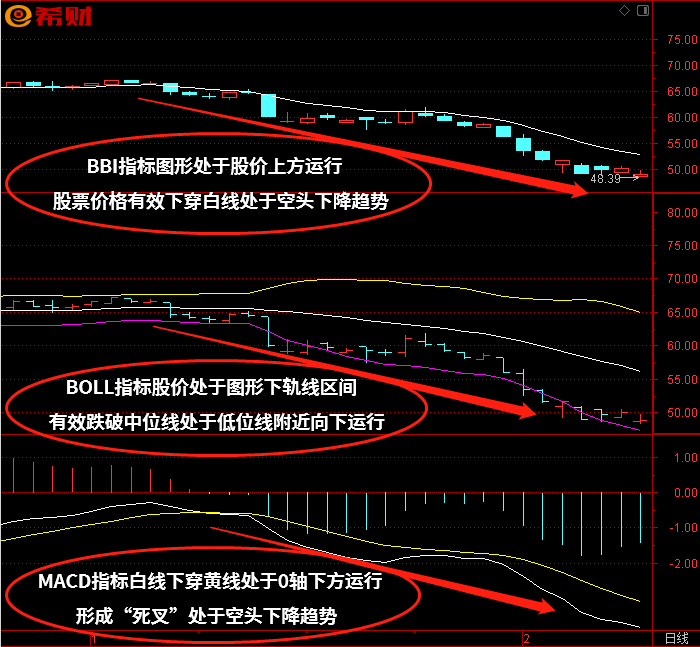 希财
75.00
70.00
65.00
60.00
55.00
50.00
48.39
BBI指标图形处于股价上方运行
股票价格有效下穿白线处于空头下降趋势
80.00
75.00
70.00
65.00
60.00
55.00
50.00
BOLL指标股价处于图形下轨线区间
有效跌破中位线处于低位线附近向下运行
1.00
0.00
-1.00
-2.00
MACD指标白线下穿黄线处于0轴下方运行
形成“死叉”处于空头下降趋势
1
2
日线